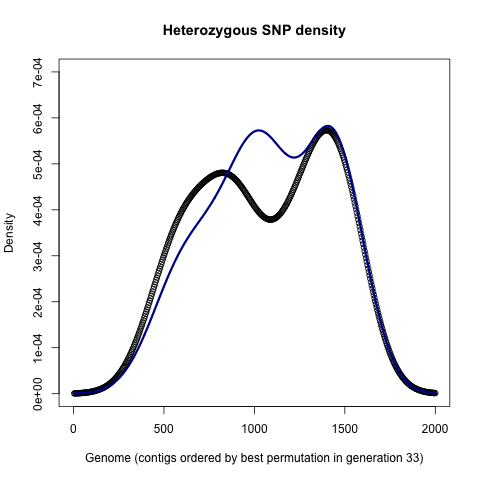 Heterozygous SNP density
Density
7e-04
6e-04
5e-04
4e-04
3e-04
2e-04
1e-04
0e+00
0 500 1000 1500 2000
Genome (contigs ordered by best permutation in generation 33)